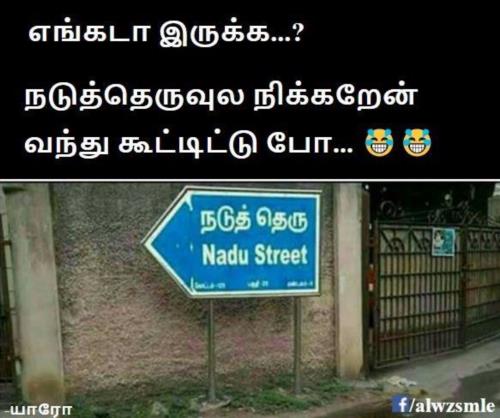 எங்கடா இருக்க...?
நடுத்தெருவுல நிக்கறேன்
வந்து கூட்டிட்டு போ... 😹 😹
நடுத் தெரு
Nadu Street
-யாரோ
f/alwzsmle